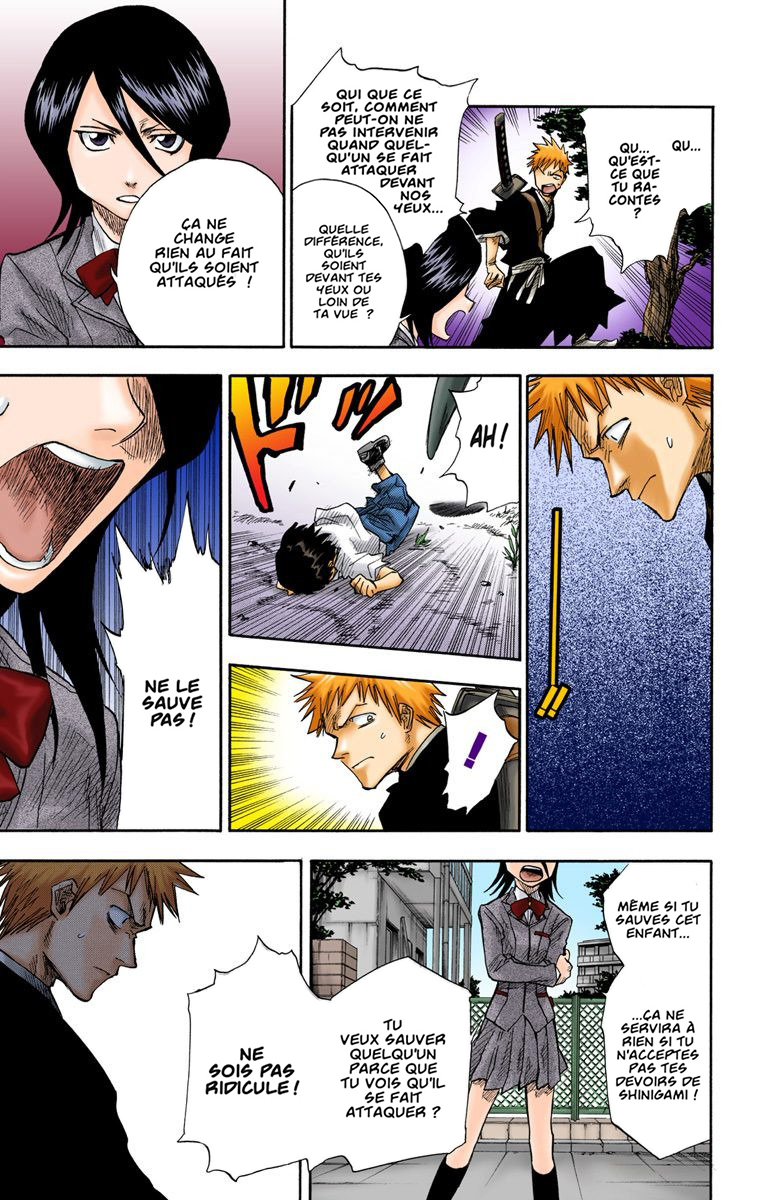 QU...
QU'EST-
CE QUE
TU RA-
CONTES
?
QUI QUE CE
SOIT, COMMENT
PEUT-ON NE
PAS INTERVENIR
QUAND QUEL-
QU'UN SE FAIT
ATTAQUER
DEVANT
NOS
YEUX...
QUELLE
DIFFÉRENCE,
QU'ILS
SOIENT
DEVANT TES
YEUX OU
LOIN DE
TA VUE ?
ÇA NE
CHANGE
RIEN AU FAIT
QU'ILS SOIENT
ATTAQUÉS !
!!
AH!
ドッ
!
NE LE
SAUVE
PAS!
MÊME SI TU
SAUVES CET
ENFANT...
...ÇA NE
SERVIRA À
RIEN SI TU
N'ACCEPTES
PAS TES
DEVOIRS DE
SHINIGAMI !
TU
VEUX SAUVER
QUELQU'UN
PARCE QUE
TU VOIS QU'IL
SE FAIT
ATTAQUER ?
NE
SOIS PAS
RIDICULE!